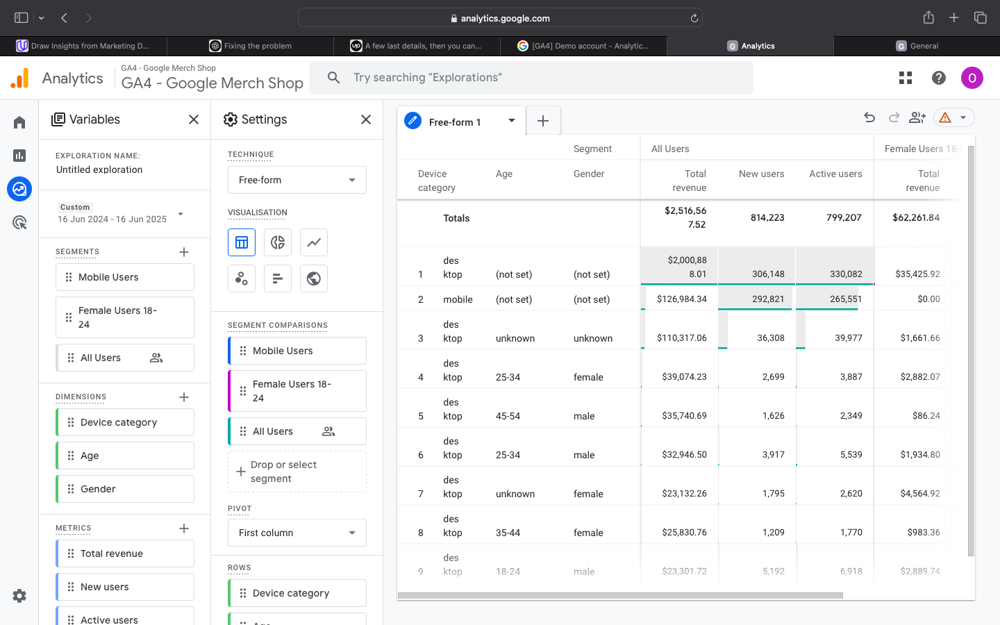 analytics.google.com
Draw Insights from Marketing D...
Fixing the problem
A few last details, then you can...
[GA4] Demo account - Analytic...
Analytics
General
Analytics
GA4 - Google Merch Shop
GA4 - Google Merch Shop
Try searching "Explorations"
O
Variables
EXPLORATION NAME:
Untitled exploration
Custom
16 Jun 2024 - 16 Jun 2025
SEGMENTS
Mobile Users
Female Users 18-
24
All Users
DIMENSIONS
Device category
Age
Gender
METRICS
Total revenue
New users
Active users
Settings
TECHNIQUE
Free-form
VISUALISATION
SEGMENT COMPARISONS
Mobile Users
Female Users 18-
24
All Users
Drop or select
segment
PIVOT
First column
ROWS
Device category
Age
Free-form 1
Segment All Users Female Users 18-2
Device category Age Gender Total revenue New users Active users Total revenue
Totals $2,516,567.52 814,223 799,207 $62,261.84
1 desktop (not set) (not set) $2,000,888.01 306,148 330,082 $35,425.92
2 mobile (not set) (not set) $126,984.34 292,821 265,551 $0.00
3 desktop unknown unknown $110,317.06 36,308 39,977 $1,661.66
4 desktop 25-34 female $39,074.23 2,699 3,887 $2,882.07
5 desktop 45-54 male $35,740.69 1,626 2,349 $86.24
6 desktop 25-34 male $32,946.50 3,917 5,539 $1,934.80
7 desktop unknown female $23,132.26 1,795 2,620 $4,564.92
8 desktop 35-44 female $25,830.76 1,209 1,770 $983.36
9 desktop 18-24 male $23,301.72 5,192 6,918 $2,889.74